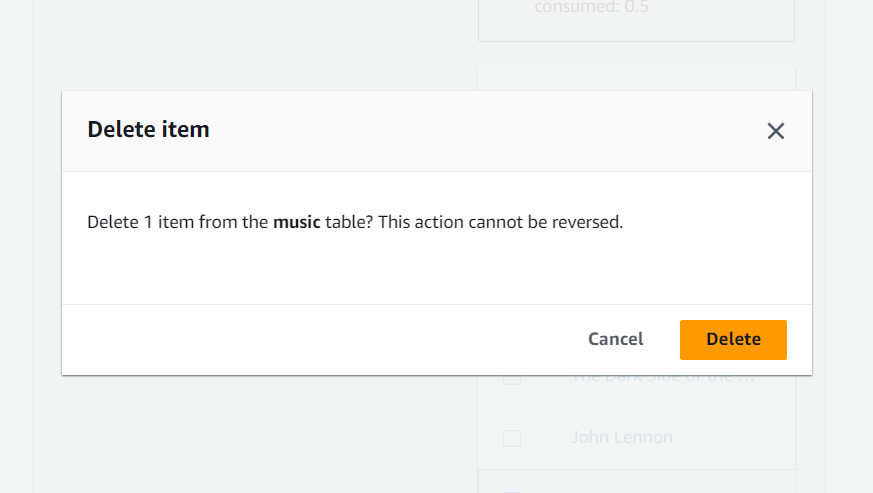 consumed: 0.5
Delete item
Delete 1 item from the music table? This action cannot be reversed.
Cancel
Delete
The Dark Side of the ...
John Lennon